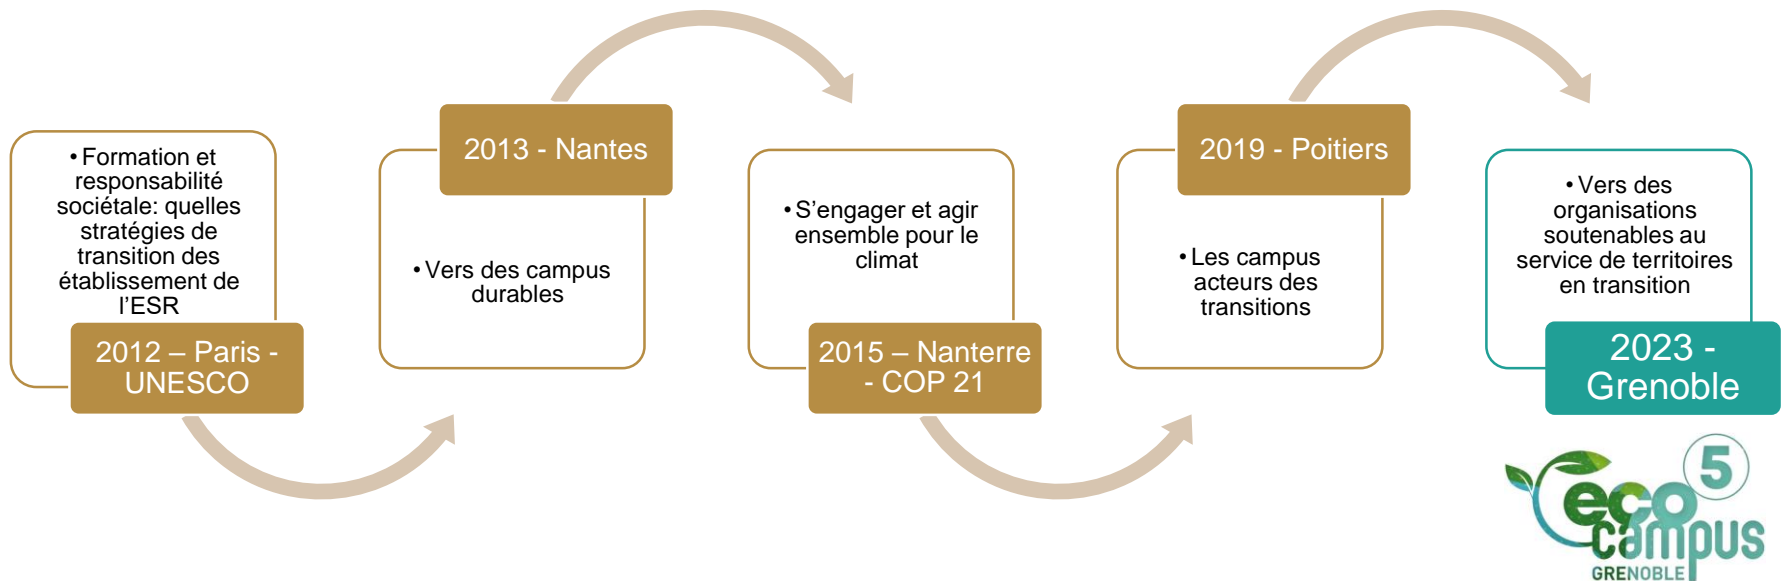 • Formation et
responsabilité
sociétale: quelles
stratégies de
transition des
établissement de
l’ESR
2012 – Paris -
UNESCO
2013 - Nantes
• Vers des campus
durables
• S’engager et agir
ensemble pour le
climat
2015 – Nanterre
- COP 21
2019 - Poitiers
• Les campus
acteurs des
transitions
• Vers des
organisations
soutenables au
service de territoires
en transition
2023 -
Grenoble
5
eco
campus
GRENOBLE